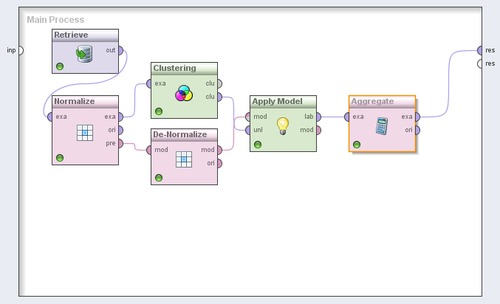 Main Process
inp
res
res
Retrieve
out
Normalize
exa
exa
ori
pre
Clustering
exa
clu
clu
De-Normalize
mod
mod
ori
Apply Model
mod
lab
unl
mod
Aggregate
exa
exa
ori